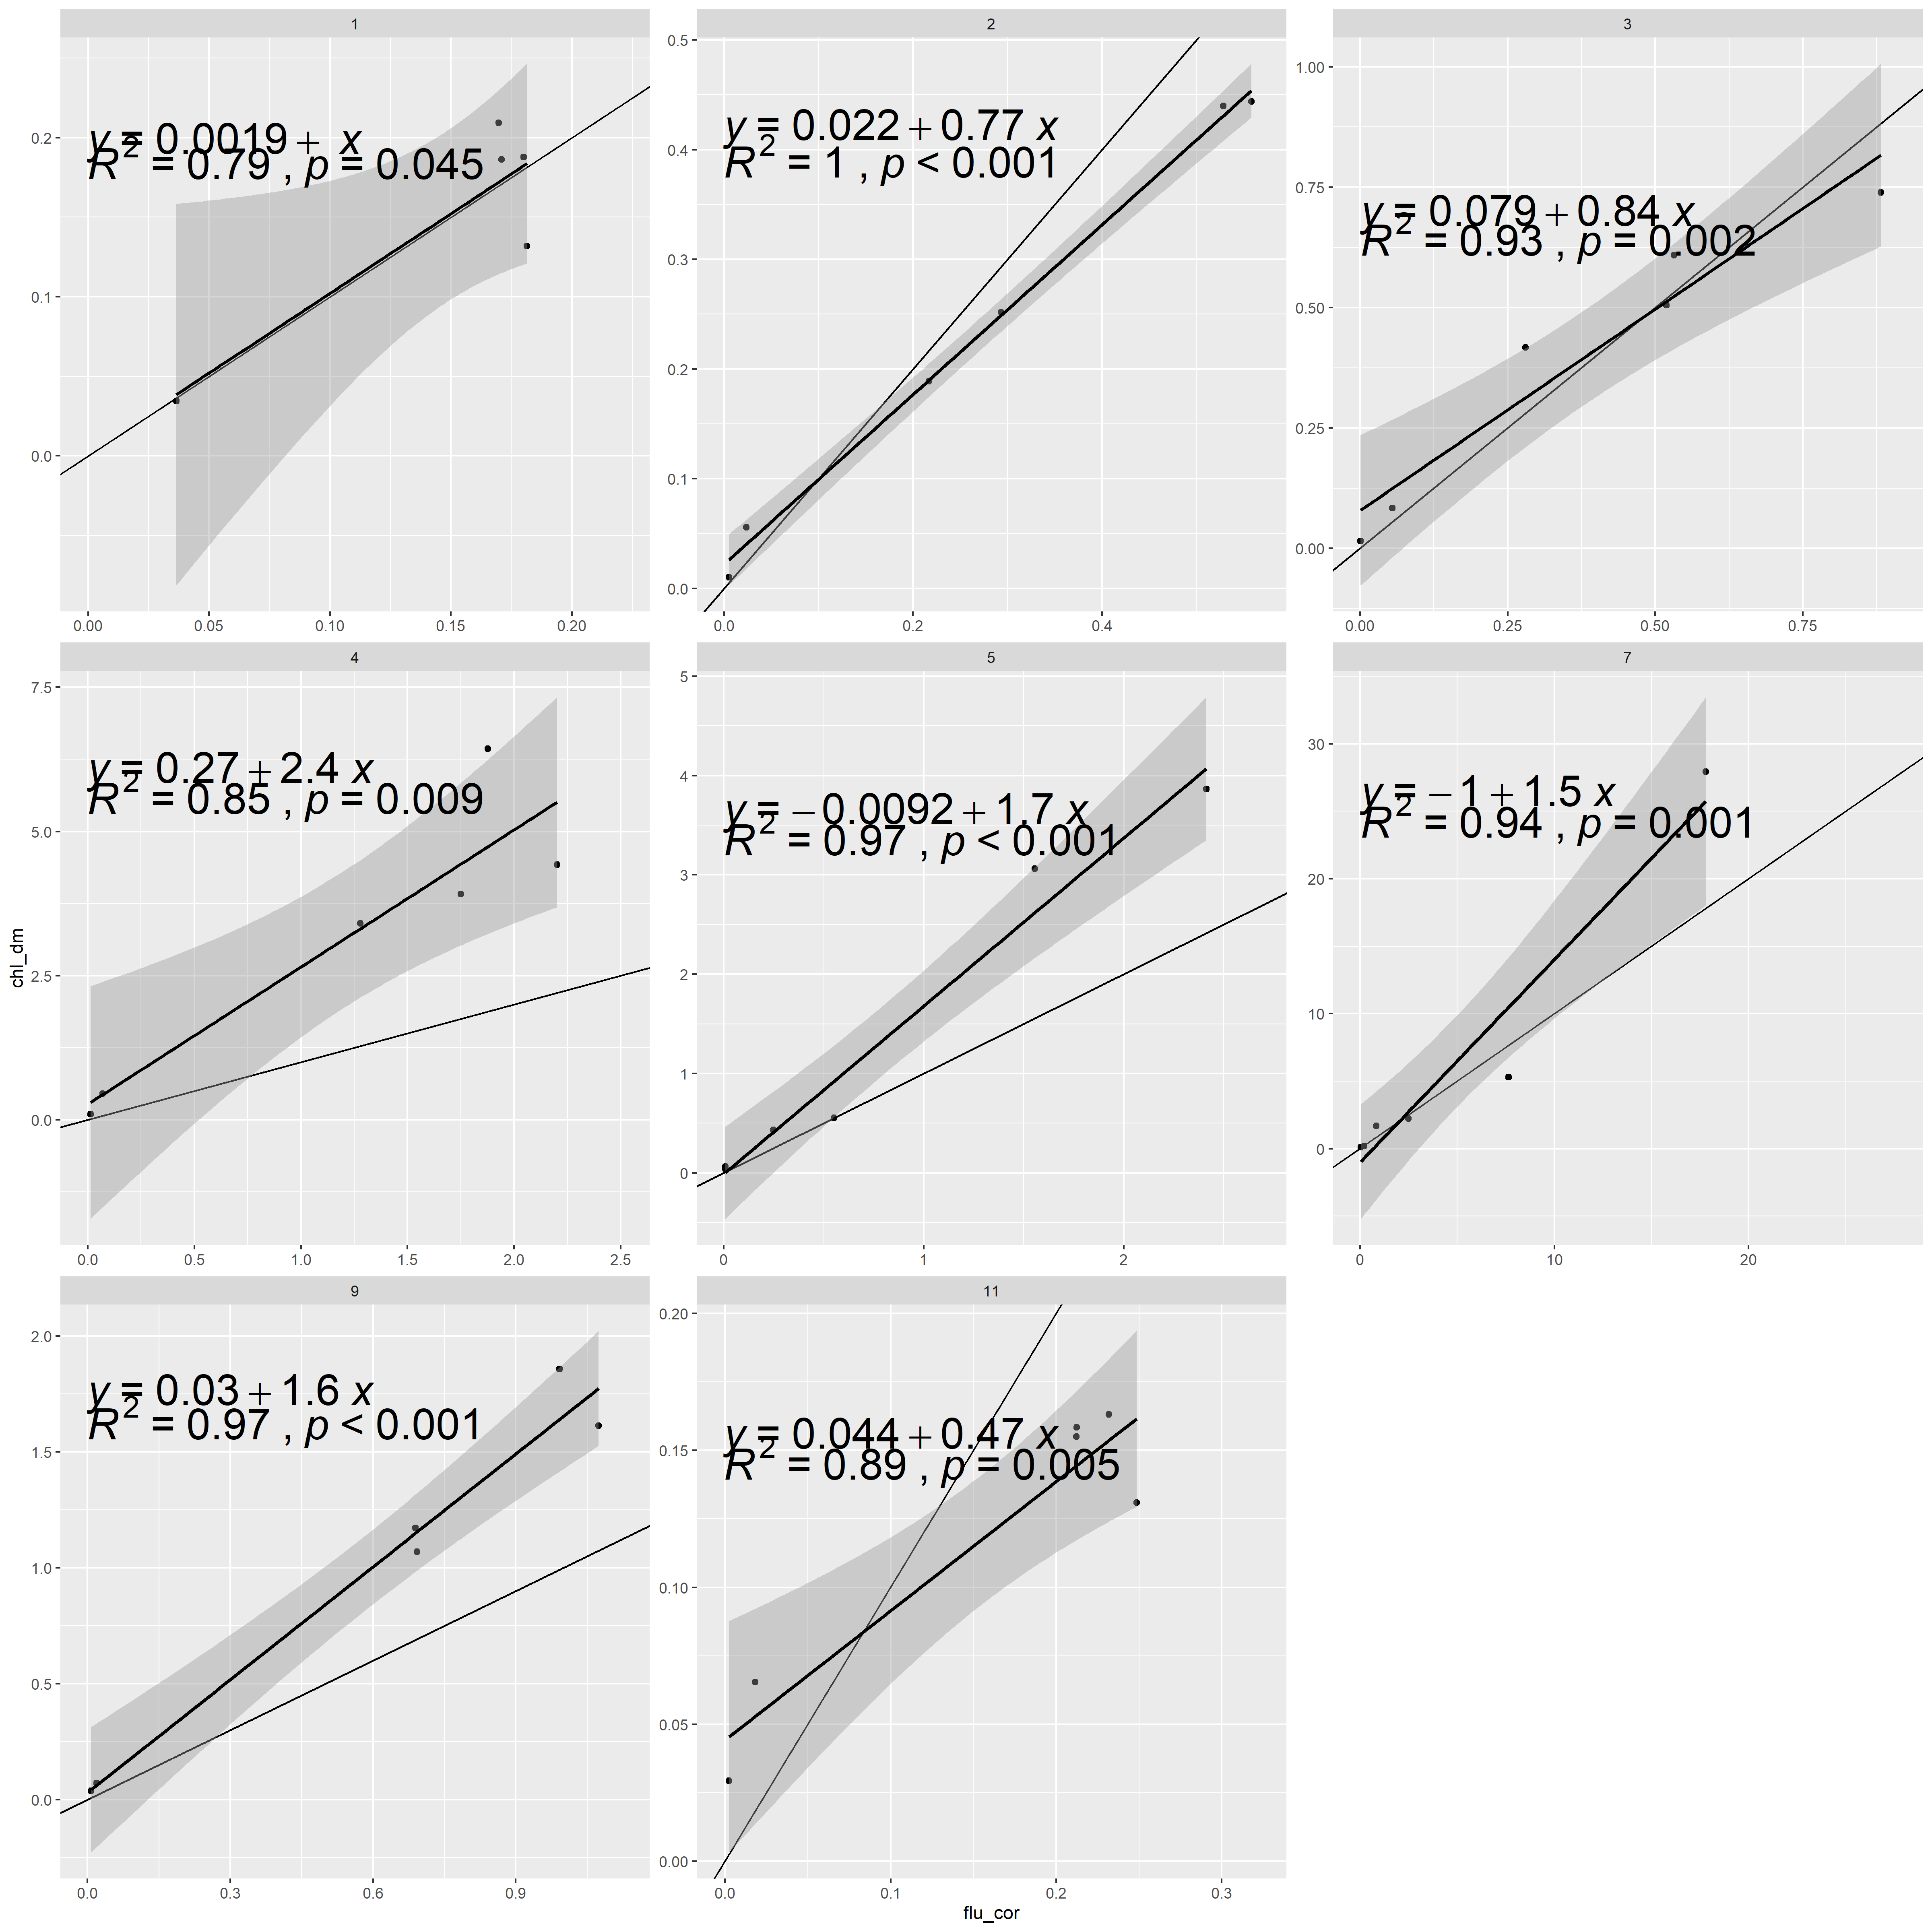 1
y = 0.0019 + x
R² = 0.79 , p = 0.045
0.2
0.1
0.0
0.00 0.05 0.10 0.15 0.20
2
y = 0.022 + 0.77 x
R² = 1 , p < 0.001
0.5
0.4
0.3
0.2
0.1
0.0
0.0 0.2 0.4
3
y = 0.079 + 0.84 x
R² = 0.93 , p = 0.002
1.00
0.75
0.50
0.25
0.00
0.00 0.25 0.50 0.75
4
y = 0.27 + 2.4 x
R² = 0.85 , p = 0.009
7.5
5.0
2.5
0.0
0.0 0.5 1.0 1.5 2.0 2.5
5
y = −0.0092 + 1.7 x
R² = 0.97 , p < 0.001
5
4
3
2
1
0
0 1 2
7
y = −1 + 1.5 x
R² = 0.94 , p = 0.001
30
20
10
0
0 10 20
9
y = 0.03 + 1.6 x
R² = 0.97 , p < 0.001
2.0
1.5
1.0
0.5
0.0
0.0 0.3 0.6 0.9
11
y = 0.044 + 0.47 x
R² = 0.89 , p = 0.005
0.20
0.15
0.10
0.05
0.00
0.0 0.1 0.2 0.3
chl_dm
flu_cor